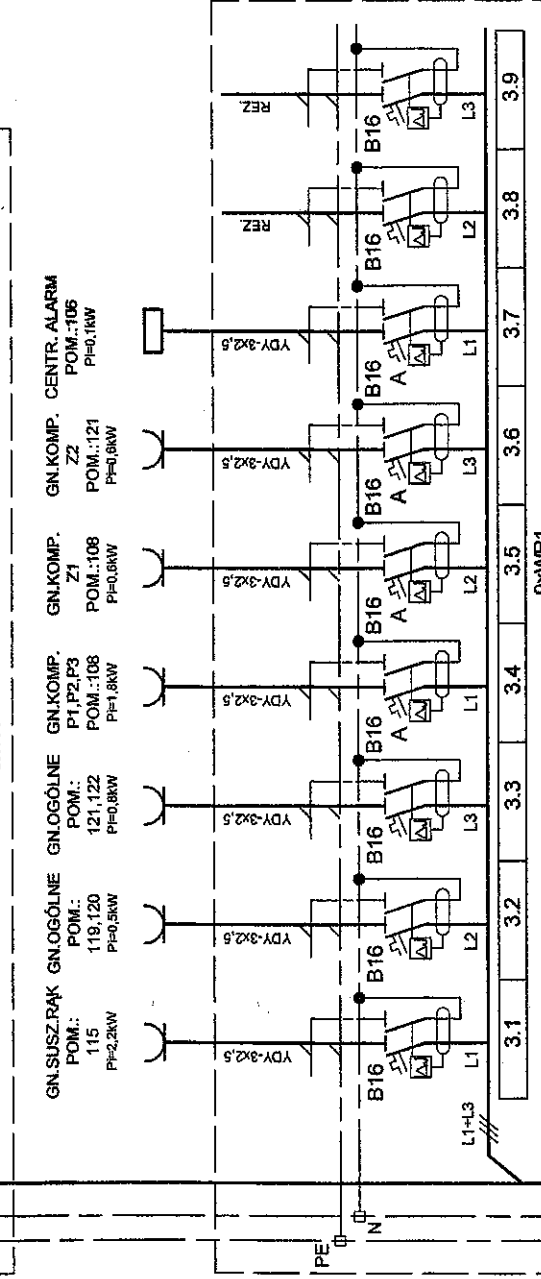 GN.SUSZ.RĄK
POM.:
115
Pi=2,2kW
GN.OGÓLNE
POM.:
119,120
Pi=0,5kW
GN.OGÓLNE
POM.:
121,122
Pi=0,8kW
GN.KOMP.
P1,P2,P3
POM.:108
Pi=1,8kW
GN.KOMP.
Z1
POM.:108
Pi=0,6kW
GN.KOMP.
Z2
POM.:121
Pi=0,6kW
CENTR. ALARM
POM.:106
Pi=0,1kW
YDY-3x2,5
YDY-3x2,5
YDY-3x2,5
YDY-3x2,5
YDY-3x2,5
YDY-3x2,5
YDY-3x2,5
REZ.
REZ.
PE
N
B16
B16
B16
B16
A
B16
A
B16
A
B16
A
B16
B16
L1÷L3
L1
L2
L3
L1
L2
L3
L1
L2
L3
3.1
3.2
3.3
3.4
3.5
3.6
3.7
3.8
3.9